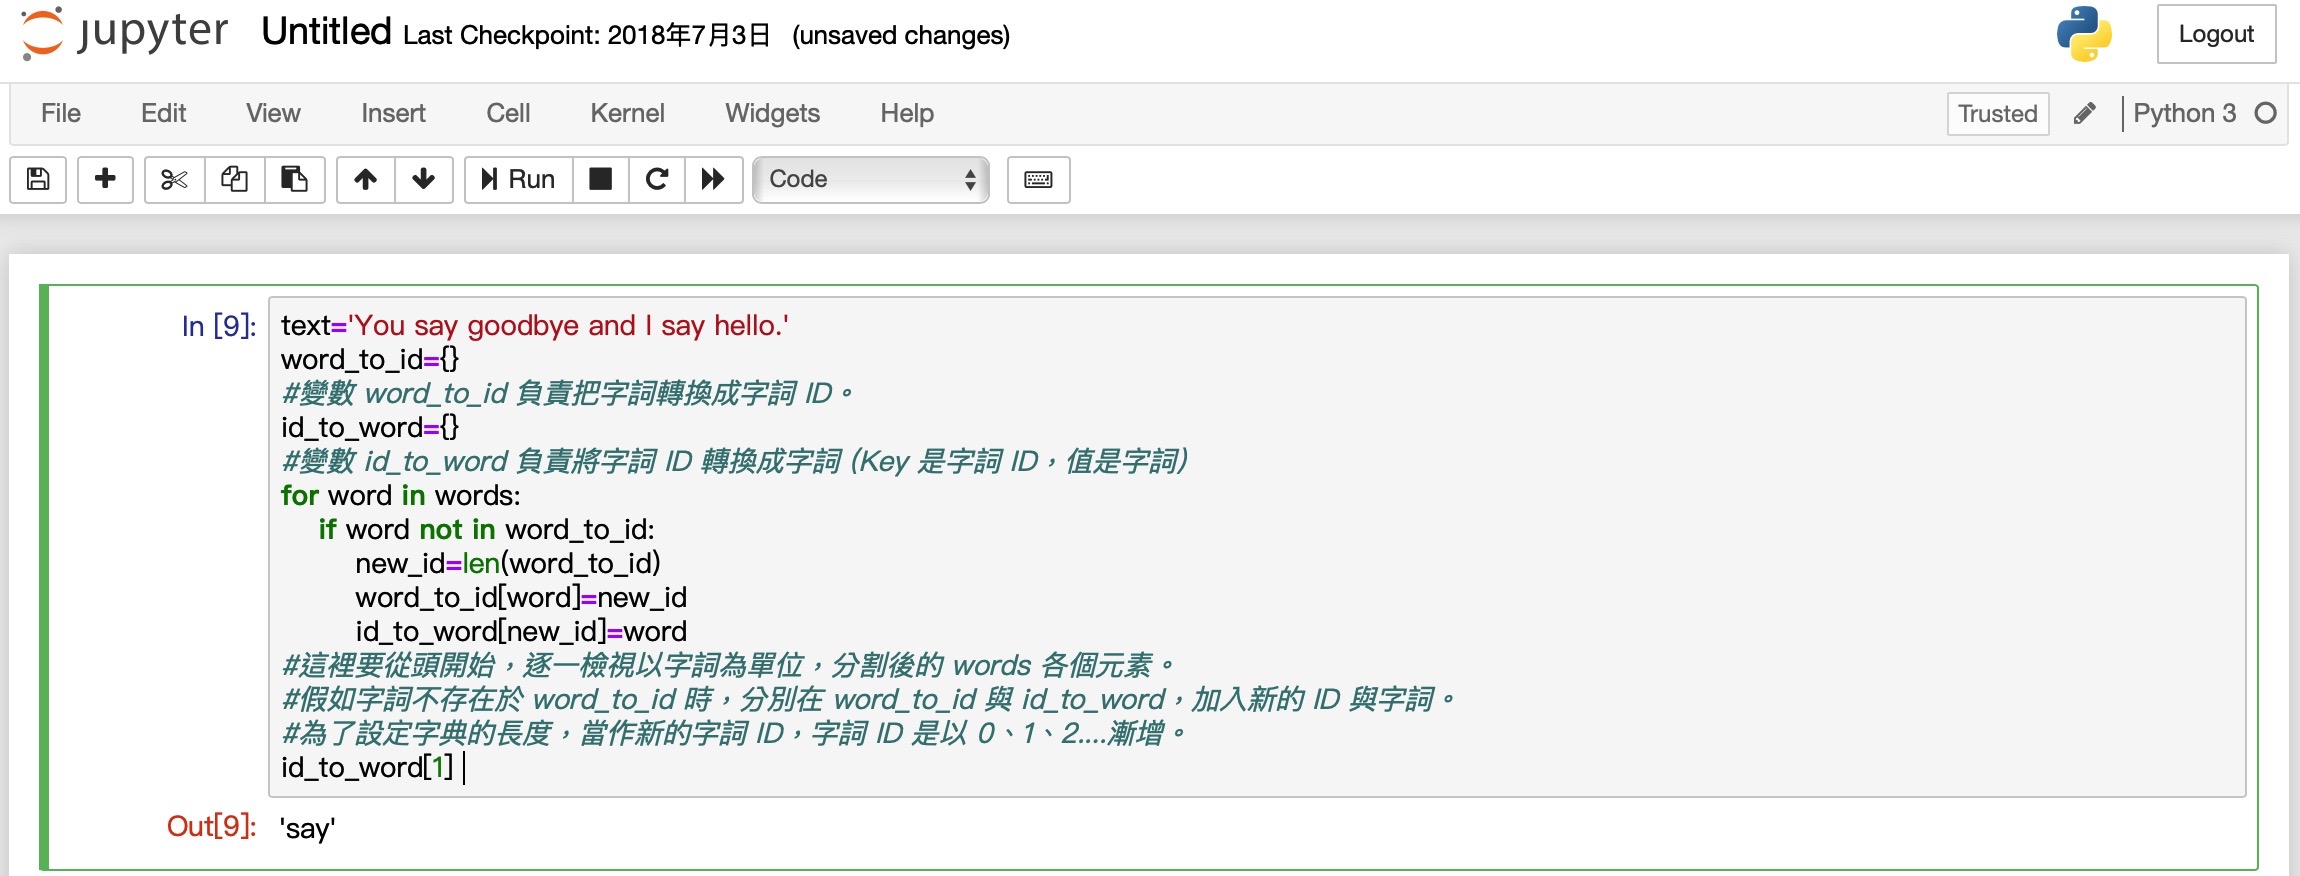 jupyter Untitled Last Checkpoint: 2018年7月3日 (unsaved changes) Logout
File Edit View Insert Cell Kernel Widgets Help Trusted Python 3
Run Code
In [9]: text='You say goodbye and I say hello.'
word_to_id={}
#變數 word_to_id 負責把字詞轉換成字詞 ID。
id_to_word={}
#變數 id_to_word 負責將字詞 ID 轉換成字詞 (Key 是字詞 ID，值是字詞)
for word in words:
if word not in word_to_id:
new_id=len(word_to_id)
word_to_id[word]=new_id
id_to_word[new_id]=word
#這裡要從頭開始，逐一檢視以字詞為單位，分割後的 words 各個元素。
#假如字詞不存在於 word_to_id 時，分別在 word_to_id 與 id_to_word，加入新的 ID 與字詞。
#為了設定字典的長度，當作新的字詞 ID，字詞 ID 是以 0、1、2....漸增。
id_to_word[1]
Out[9]: 'say'